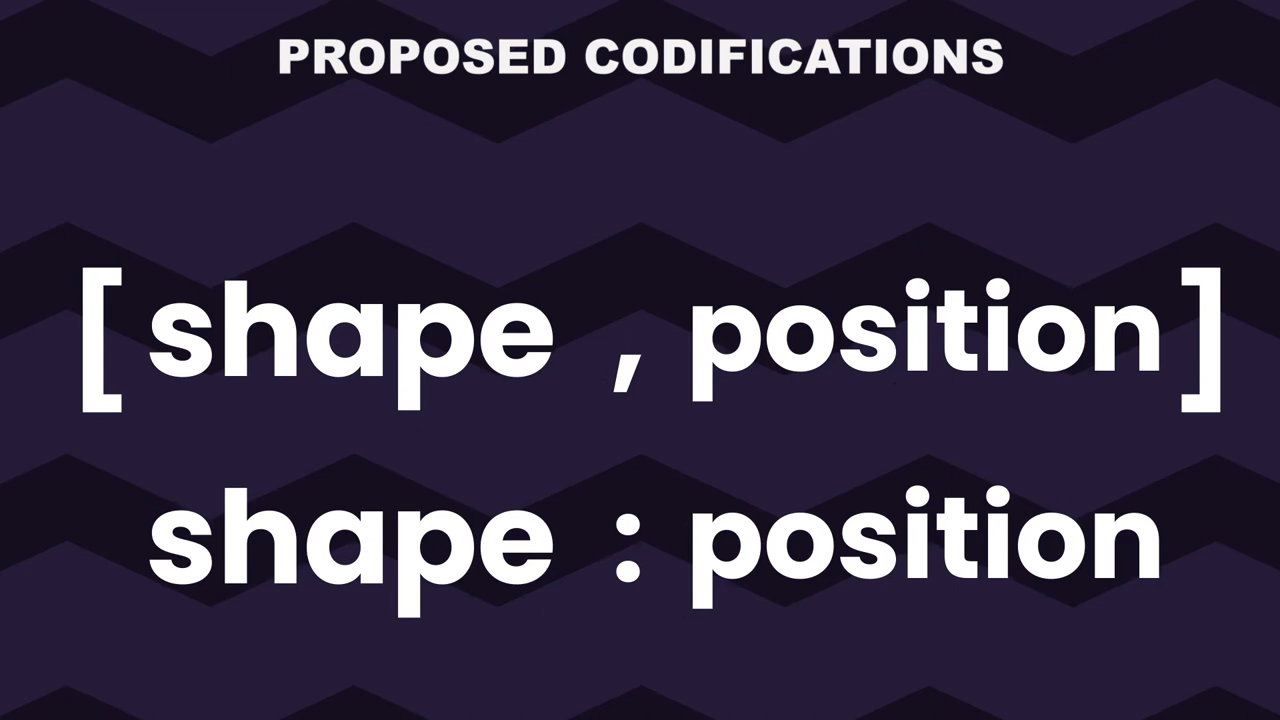 PROPOSED CODIFICATIONS
[ shape , position ]
shape : position